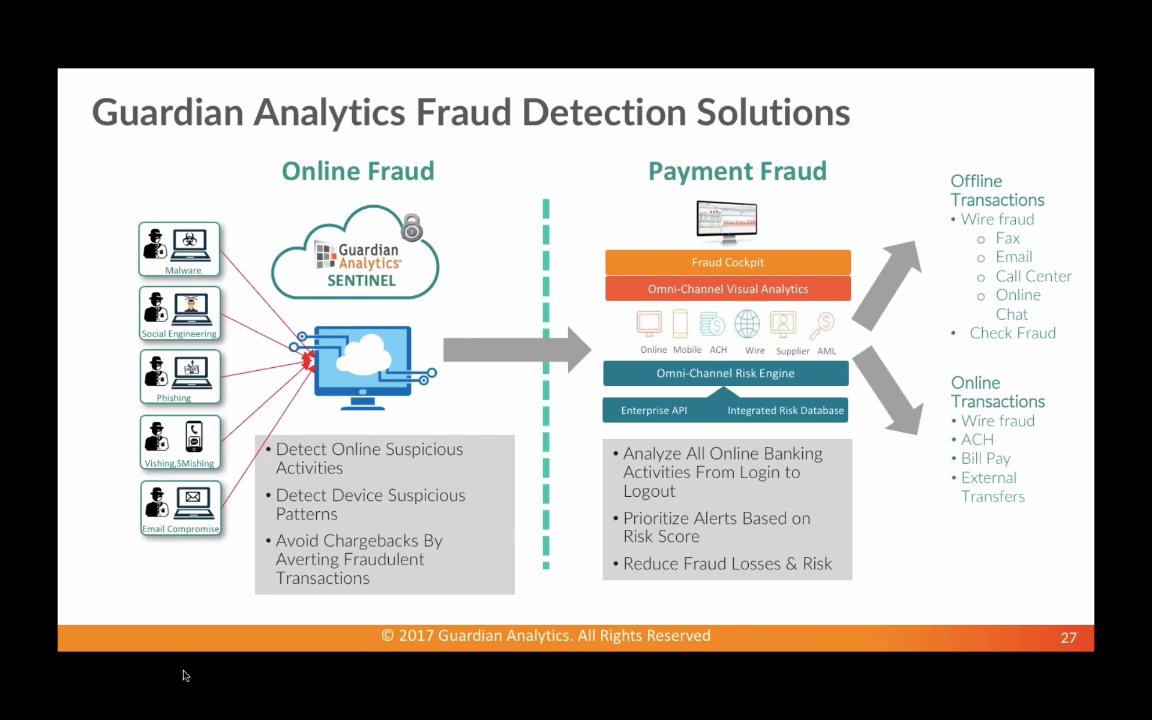 Guardian Analytics Fraud Detection Solutions
Online Fraud
Malware
Social Engineering
Phishing
Vishing,SMishing
Email Compromise
Guardian
Analytics
SENTINEL
• Detect Online Suspicious
Activities
• Detect Device Suspicious
Patterns
• Avoid Chargebacks By
Averting Fraudulent
Transactions
Payment Fraud
Fraud Cockpit
Omni-Channel Visual Analytics
Online Mobile ACH Wire Supplier AML
Omni-Channel Risk Engine
Enterprise API Integrated Risk Database
• Analyze All Online Banking
Activities From Login to
Logout
• Prioritize Alerts Based on
Risk Score
• Reduce Fraud Losses & Risk
Offline
Transactions
• Wire fraud
o Fax
o Email
o Call Center
o Online
Chat
• Check Fraud
Online
Transactions
• Wire fraud
• ACH
• Bill Pay
• External
Transfers
© 2017 Guardian Analytics. All Rights Reserved
27